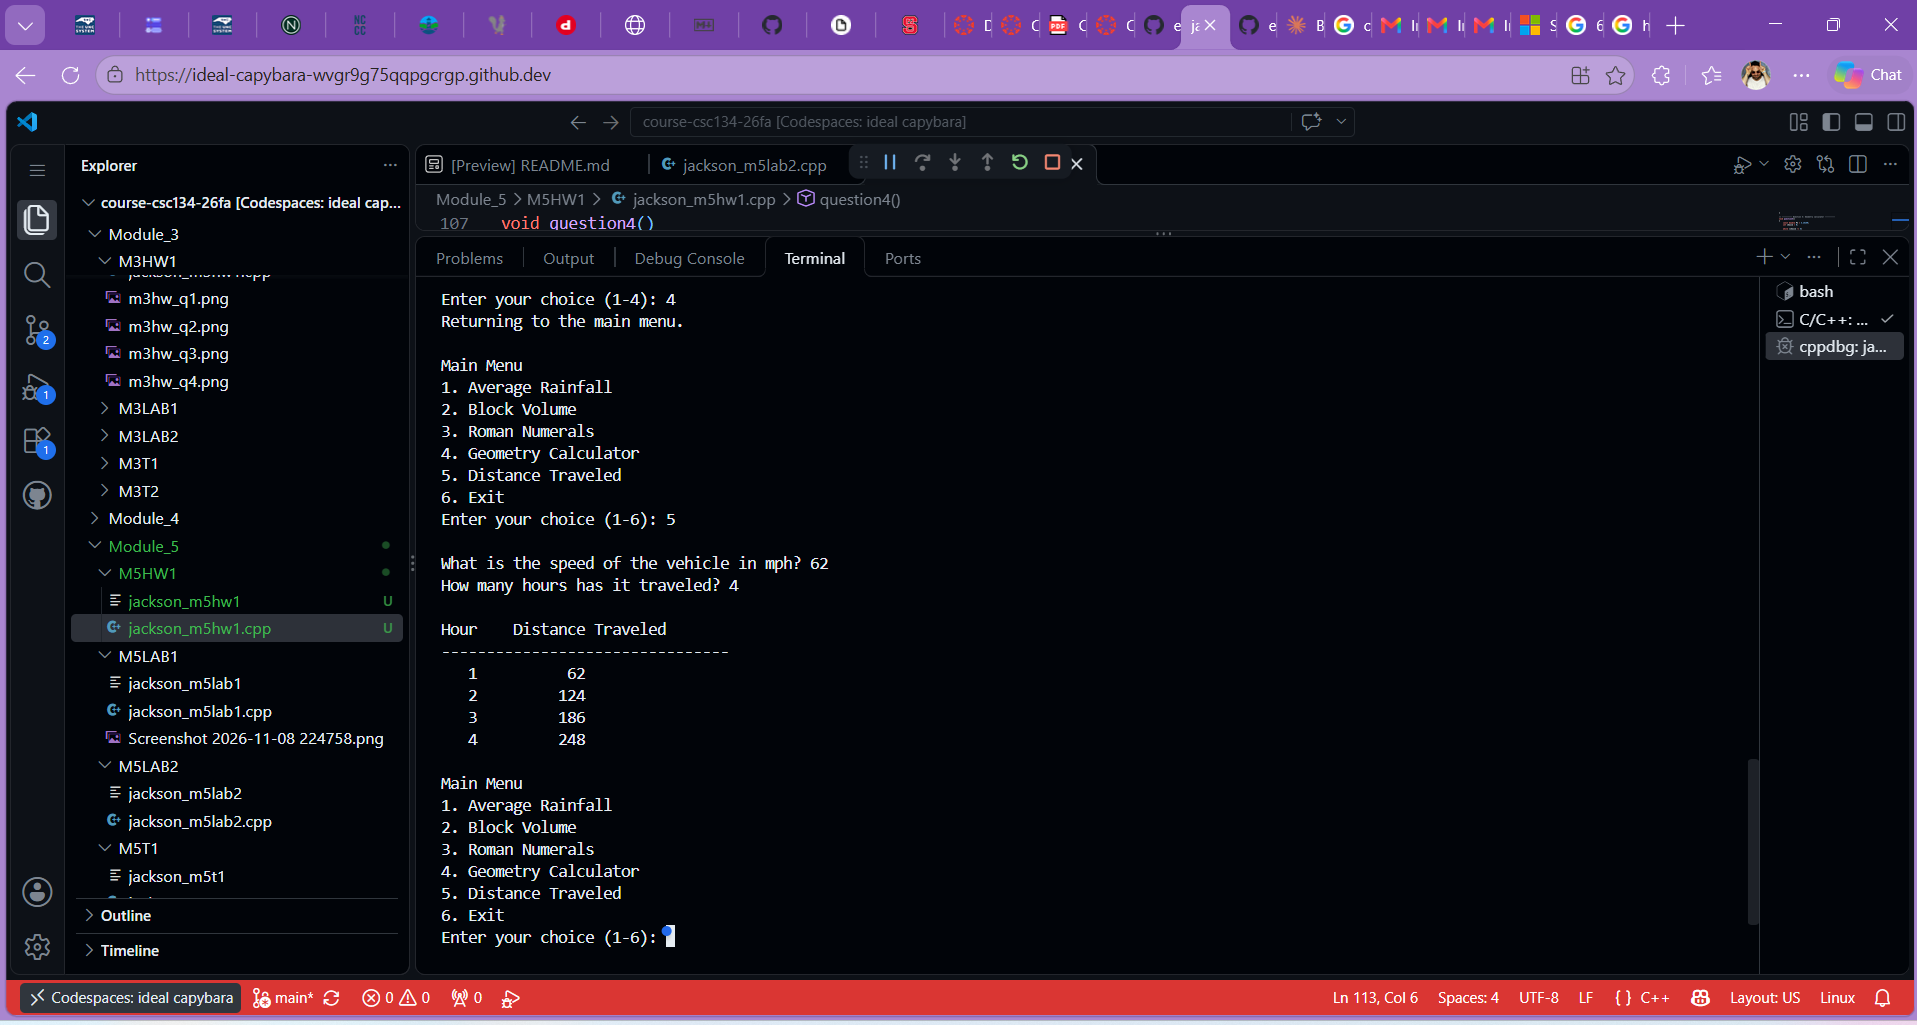 https://ideal-capybara-wvgr9g75qqpgcrgp.github.dev
Chat
course-csc134-26fa [Codespaces: ideal capybara]
Explorer
course-csc134-26fa [Codespaces: ideal cap...
Module_3
M3HW1
m3hw_q1.png
m3hw_q2.png
m3hw_q3.png
m3hw_q4.png
M3LAB1
M3LAB2
M3T1
M3T2
Module_4
Module_5
M5HW1
jackson_m5hw1 U
jackson_m5hw1.cpp U
M5LAB1
jackson_m5lab1
jackson_m5lab1.cpp
Screenshot 2026-11-08 224758.png
M5LAB2
jackson_m5lab2
jackson_m5lab2.cpp
M5T1
jackson_m5t1
Outline
Timeline
[Preview] README.md
jackson_m5lab2.cpp
Module_5 > M5HW1 > jackson_m5hw1.cpp > question4()
107 void question4()
Problems Output Debug Console Terminal Ports
Enter your choice (1-4): 4
Returning to the main menu.
Main Menu
1. Average Rainfall
2. Block Volume
3. Roman Numerals
4. Geometry Calculator
5. Distance Traveled
6. Exit
Enter your choice (1-6): 5
What is the speed of the vehicle in mph? 62
How many hours has it traveled? 4
Hour Distance Traveled
--------------------------------
1 62
2 124
3 186
4 248
Main Menu
1. Average Rainfall
2. Block Volume
3. Roman Numerals
4. Geometry Calculator
5. Distance Traveled
6. Exit
Enter your choice (1-6):
bash
C/C++: ...
cppdbg: ja...
Codespaces: ideal capybara main* 0 0 0 Ln 113, Col 6 Spaces: 4 UTF-8 LF {} C++ Layout: US Linux